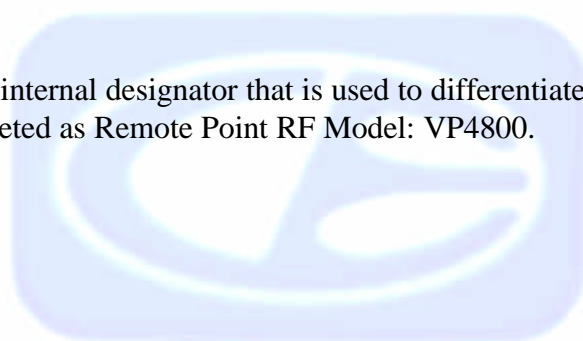 internal designator that is used to differentiate
eted as Remote Point RF Model: VP4800.